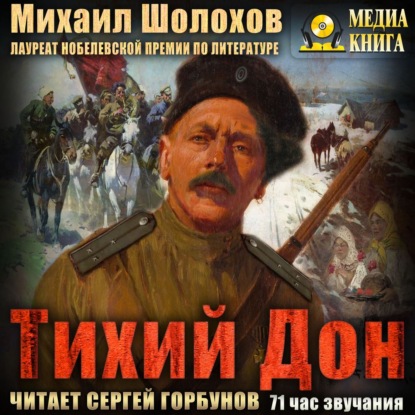 Михаил Шолохов
ЛАУРЕАТ НОБЕЛЕВСКОЙ ПРЕМИИ ПО ЛИТЕРАТУРЕ
МЕДИА
КНИГА
Тихий Дон
ЧИТАЕТ СЕРГЕЙ ГОРБУНОВ 71 час звучания